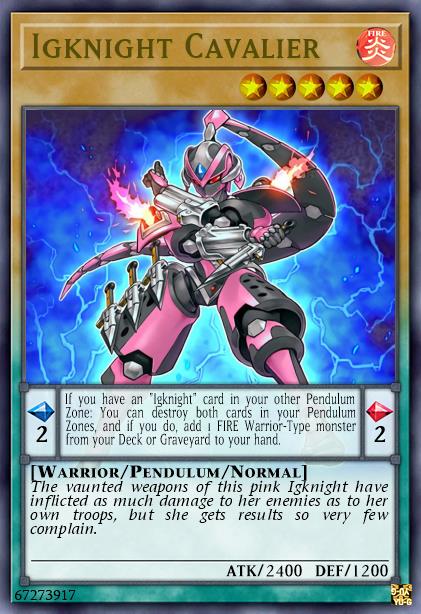 Igknight Cavalier
FIRE
炎
If you have an "Igknight" card in your other Pendulum
Zone: You can destroy both cards in your Pendulum
Zones, and if you do, add 1 FIRE Warrior-Type monster
from your Deck or Graveyard to your hand.
2
2
[Warrior/Pendulum/Normal]
The vaunted weapons of this pink Igknight have
inflicted as much damage to her enemies as to her
own troops, but she gets results so very few
complain.
ATK/2400 DEF/1200
67273917